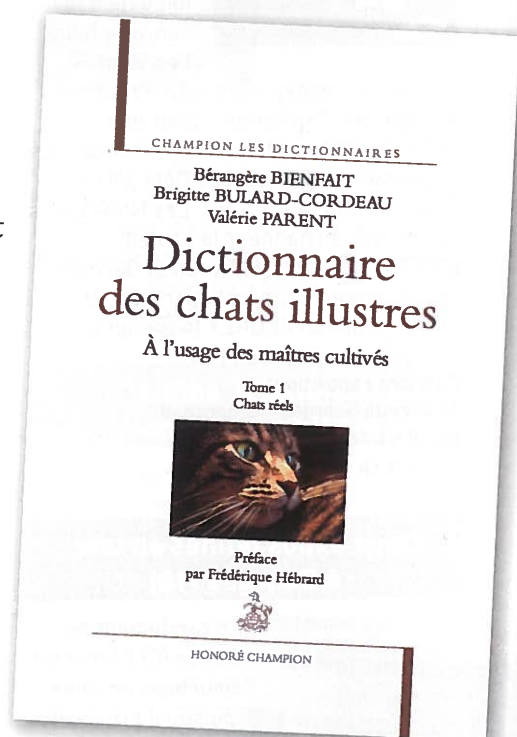 t
CHAMPION LES DICTIONNAIRES
Bérangère BIENFAIT
Brigitte BULARD-CORDEAU
Valérie PARENT
Dictionnaire
des chats illustres
À l'usage des maîtres cultivés
Tome 1
Chats réels
Préface
par Frédérique Hébrard
HONORÉ CHAMPION